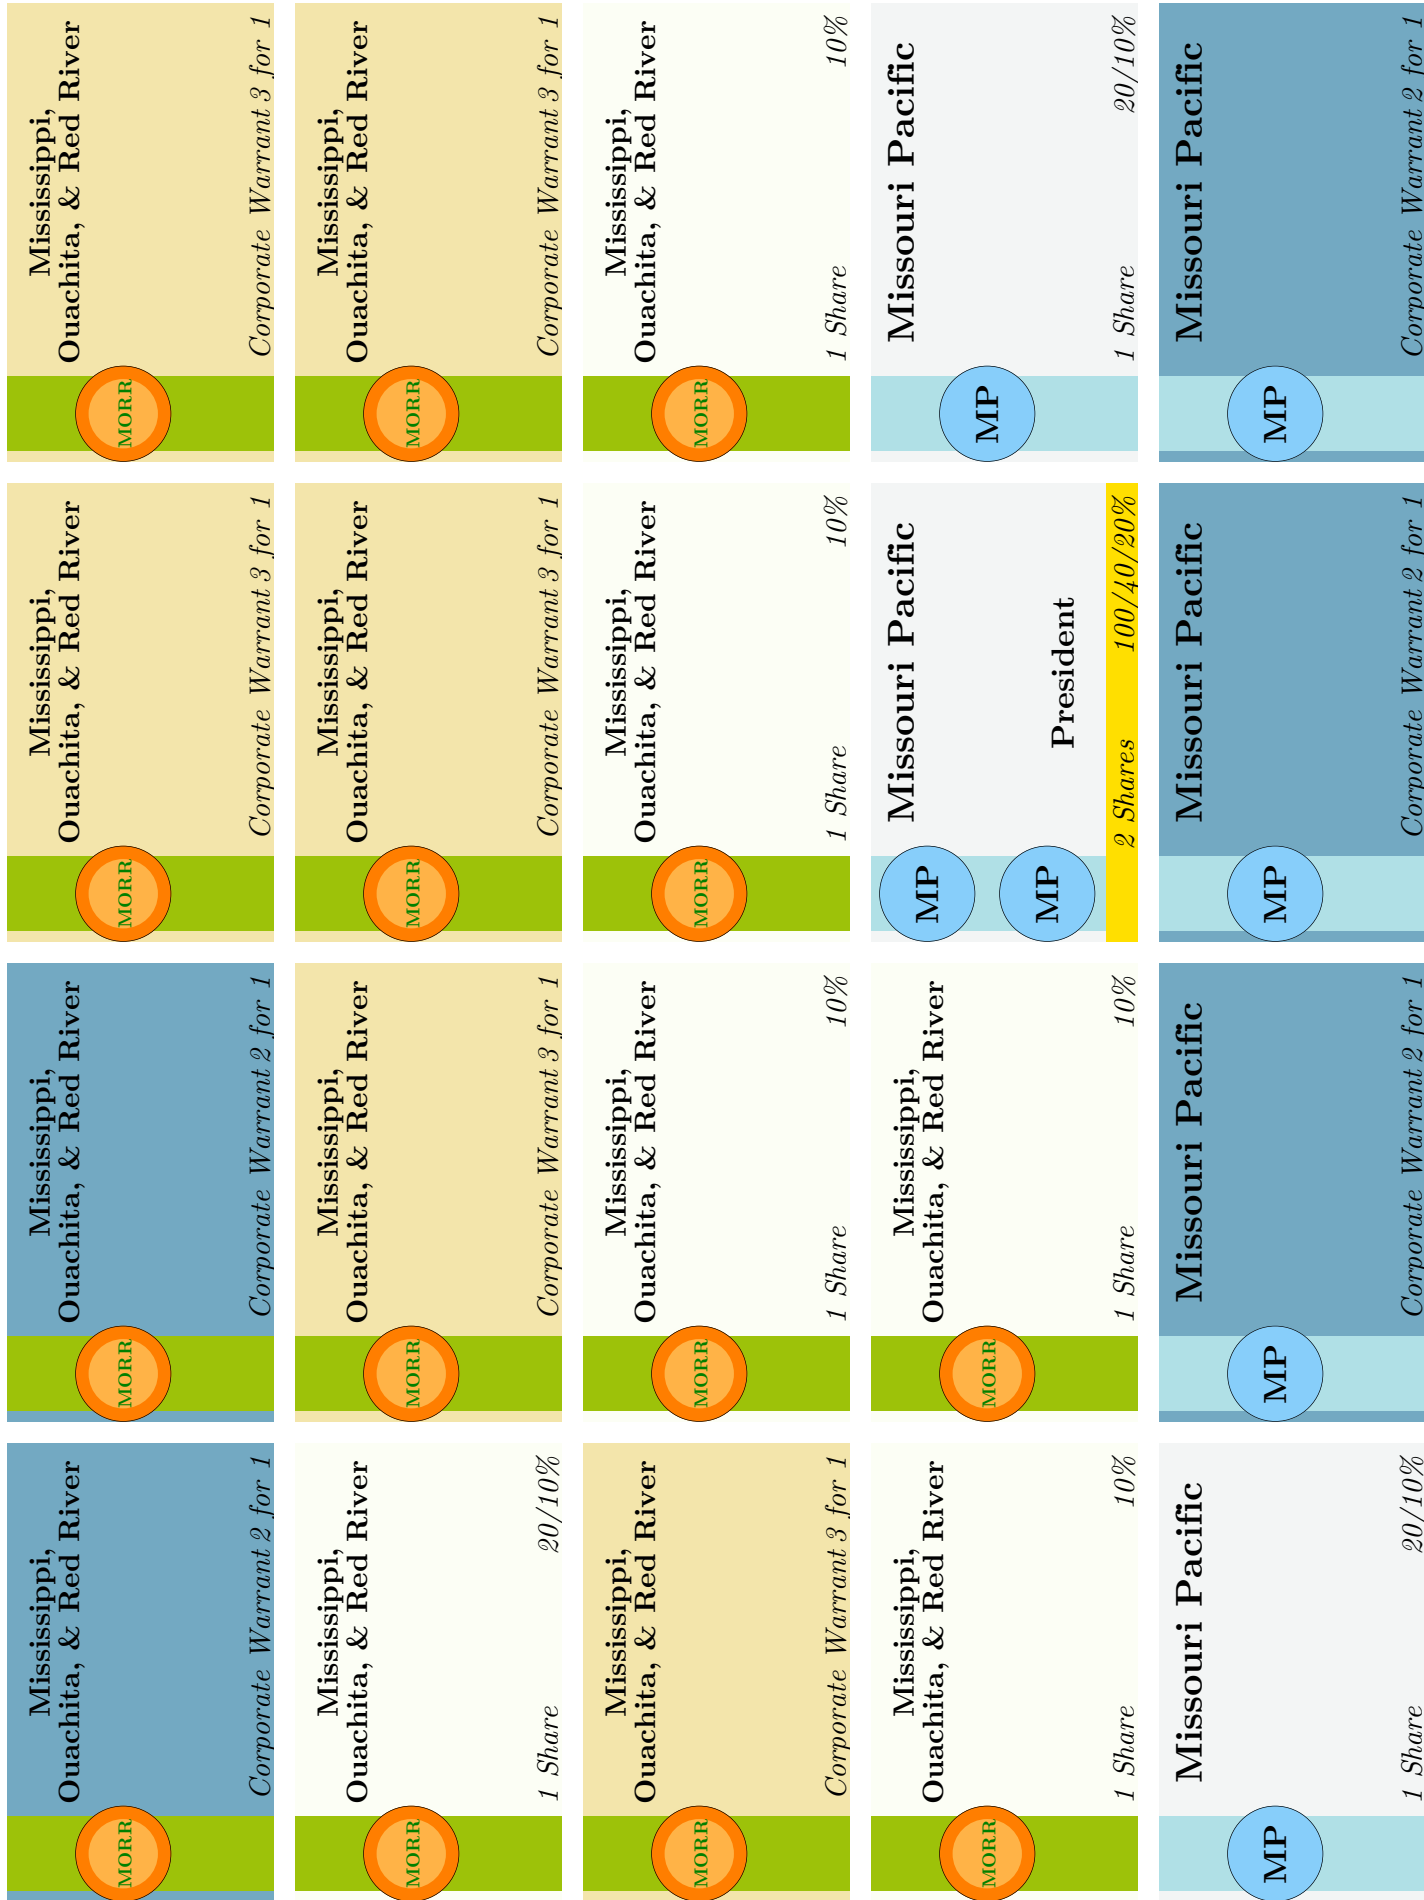 Mississippi,
Ouachita, & Red River
MORR
Corporate Warrant 3 for 1
Mississippi,
Ouachita, & Red River
MORR
Corporate Warrant 3 for 1
Mississippi,
Ouachita, & Red River
MORR
1 Share 10%
Missouri Pacific
MP
1 Share 20/10%
Missouri Pacific
MP
Corporate Warrant 2 for 1
Mississippi,
Ouachita, & Red River
MORR
Corporate Warrant 3 for 1
Mississippi,
Ouachita, & Red River
MORR
Corporate Warrant 3 for 1
Mississippi,
Ouachita, & Red River
MORR
1 Share 10%
Missouri Pacific
MP
MP
President
2 Shares 100/40/20%
Missouri Pacific
MP
Corporate Warrant 2 for 1
Mississippi,
Ouachita, & Red River
MORR
Corporate Warrant 2 for 1
Mississippi,
Ouachita, & Red River
MORR
Corporate Warrant 3 for 1
Mississippi,
Ouachita, & Red River
MORR
1 Share 10%
Mississippi,
Ouachita, & Red River
MORR
1 Share 10%
Missouri Pacific
MP
Corporate Warrant 2 for 1
Mississippi,
Ouachita, & Red River
MORR
Corporate Warrant 2 for 1
Mississippi,
Ouachita, & Red River
MORR
1 Share 20/10%
Mississippi,
Ouachita, & Red River
MORR
Corporate Warrant 3 for 1
Mississippi,
Ouachita, & Red River
MORR
1 Share 10%
Missouri Pacific
MP
1 Share 20/10%